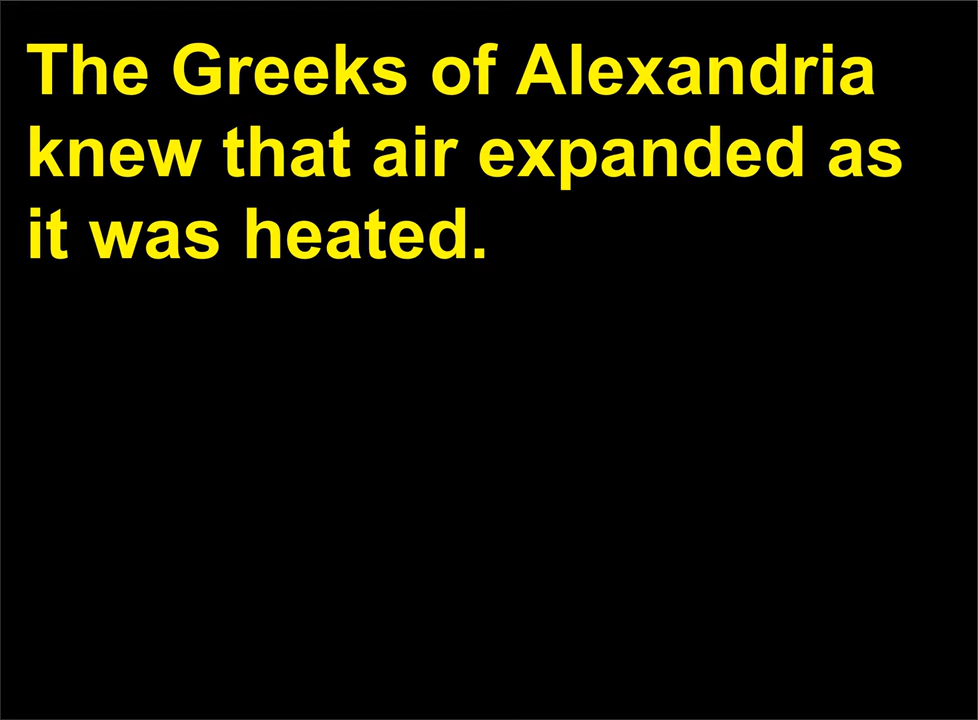 The Greeks of Alexandria
knew that air expanded as
it was heated.